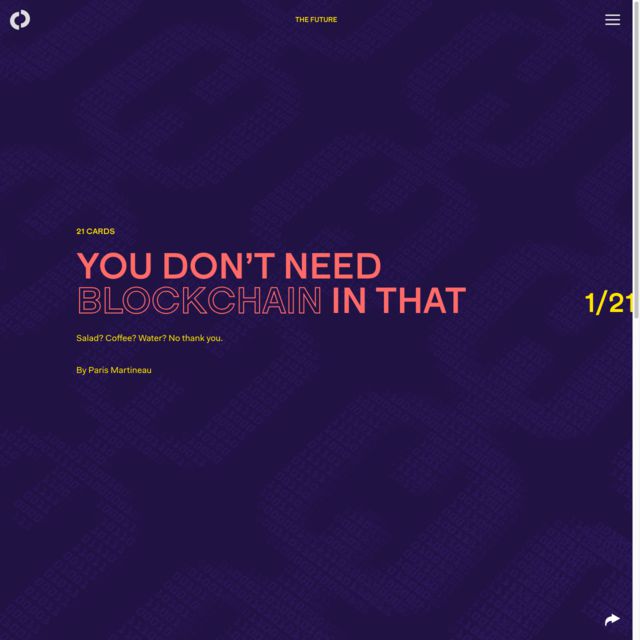 THE FUTURE
21 CARDS
YOU DON'T NEED
BLOCKCHAIN IN THAT
1/21
Salad? Coffee? Water? No thank you.
By Paris Martineau